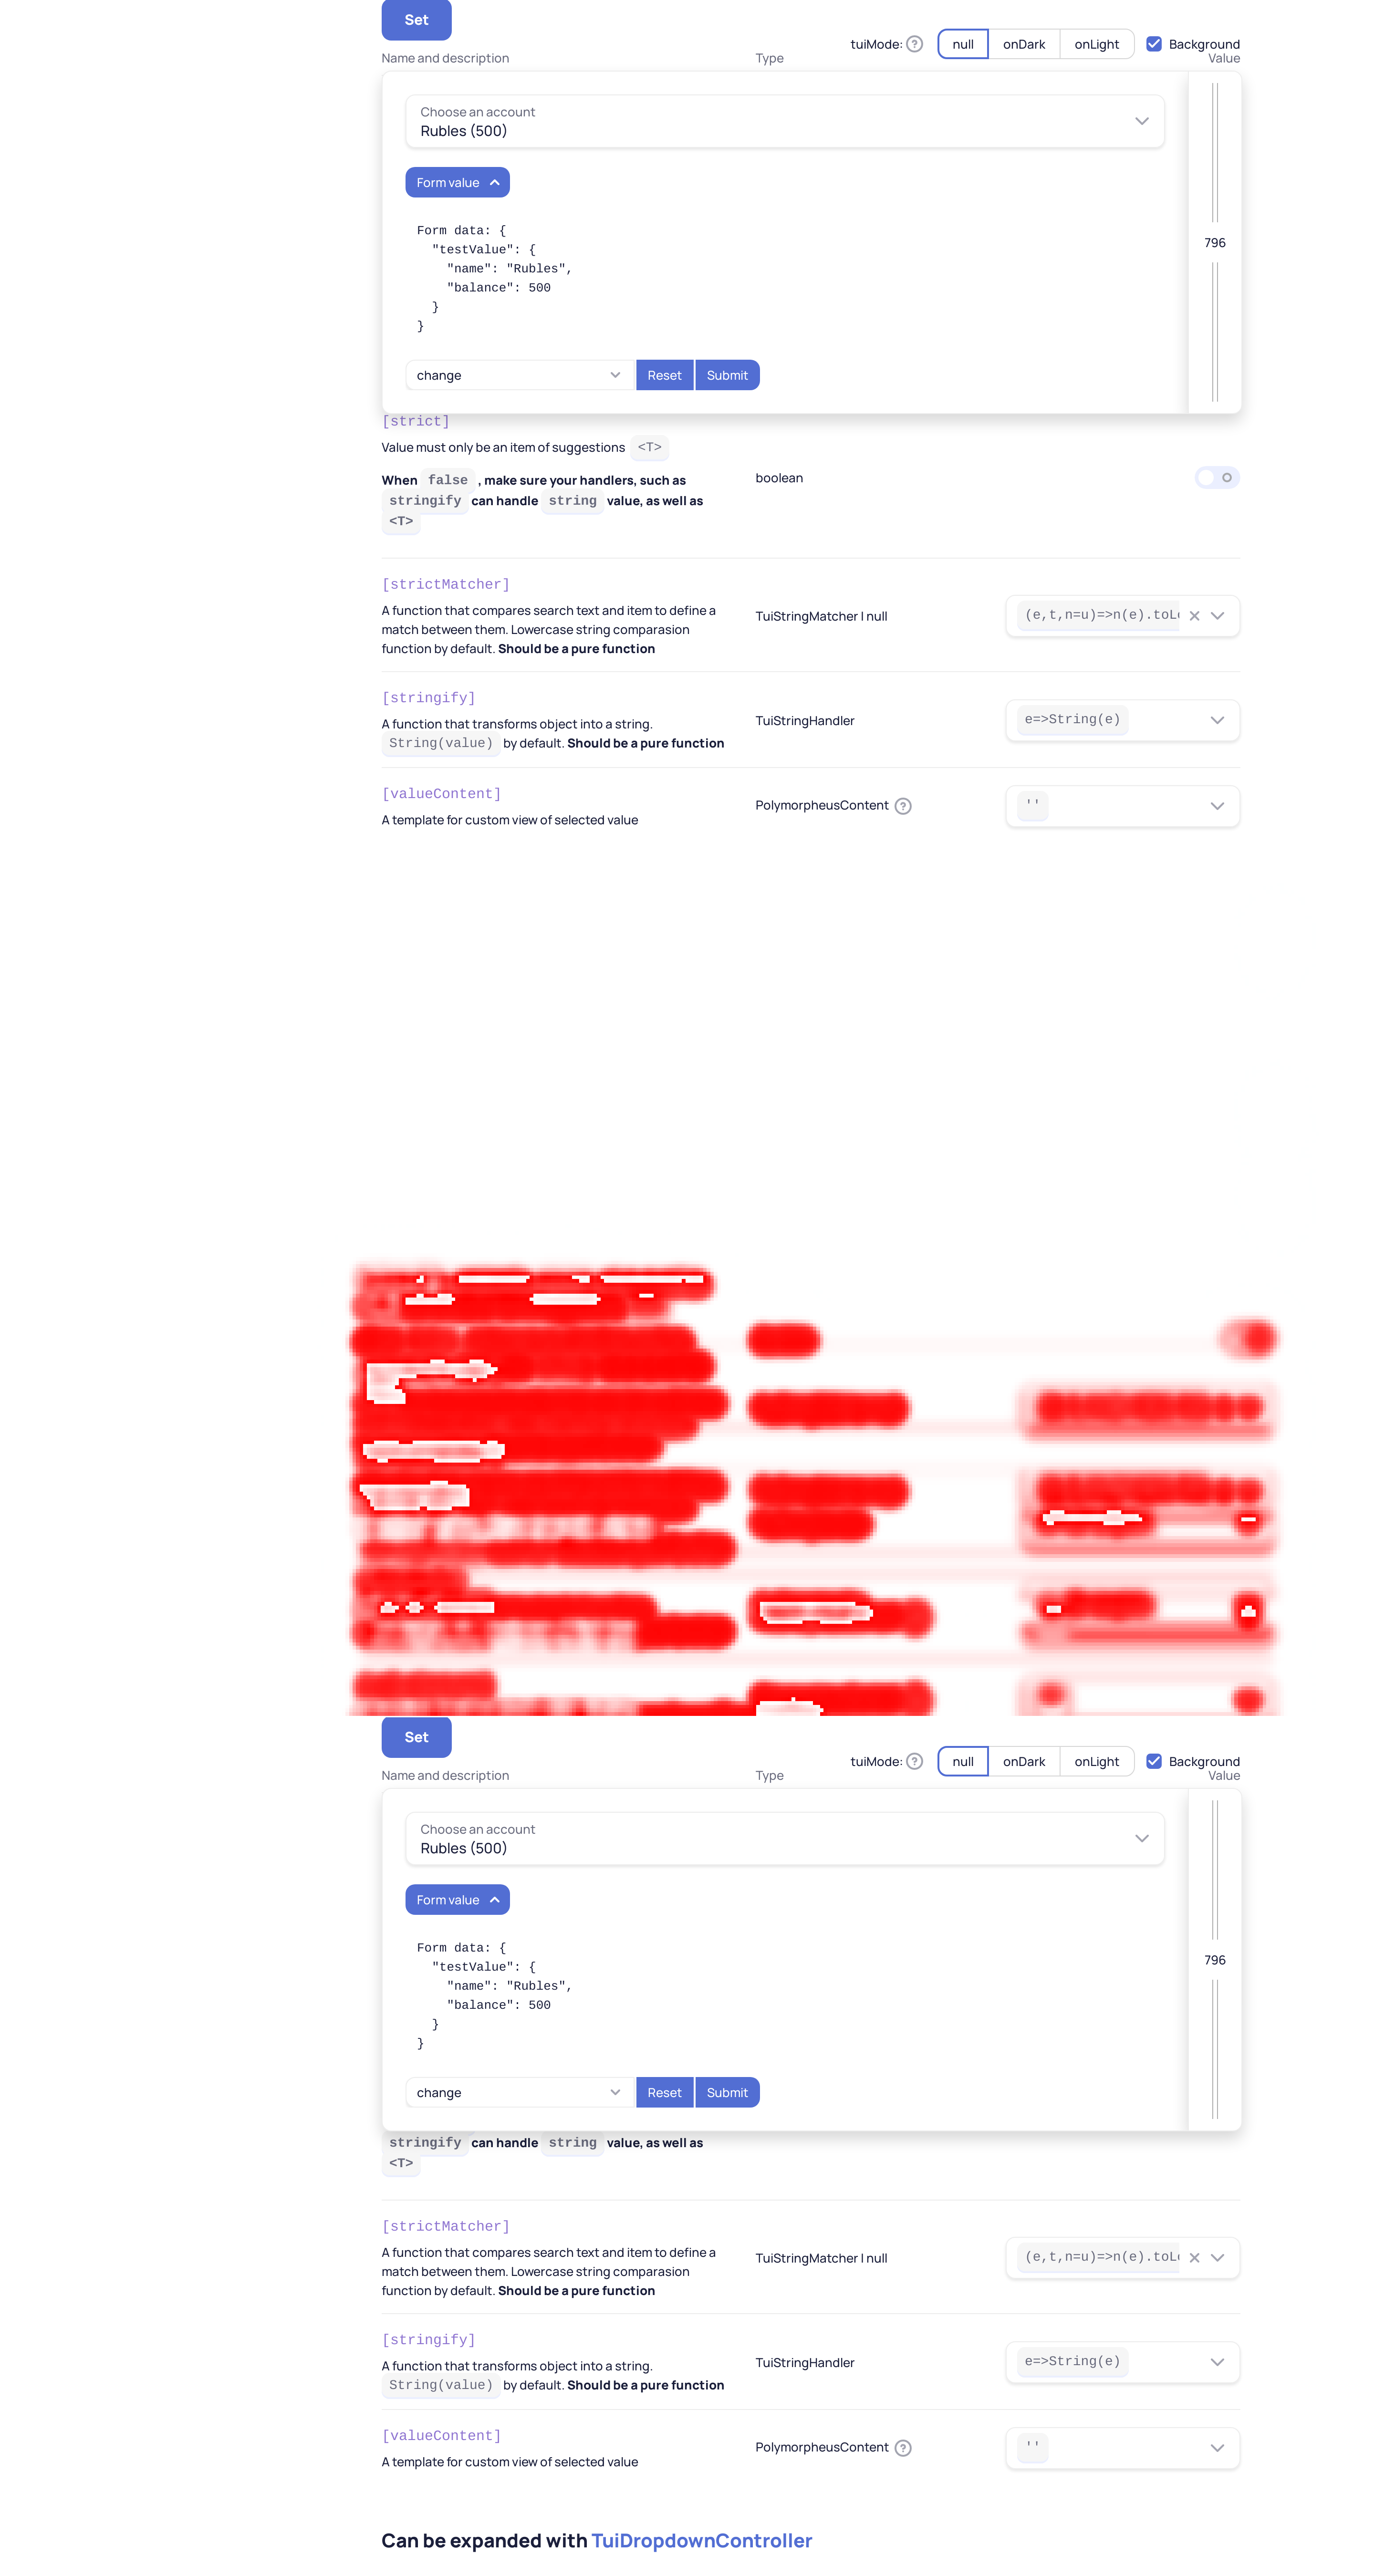 Set
tuiMode: null onDark onLight Background
Name and description Type Value
Choose an account
Rubles (500)
Form value
Form data: {
"testValue": {
"name": "Rubles",
"balance": 500
}
}
796
change Reset Submit
[strict]
Value must only be an item of suggestions <T>
When false , make sure your handlers, such as
stringify can handle string value, as well as
<T>
boolean
[strictMatcher]
A function that compares search text and item to define a
match between them. Lowercase string comparasion
function by default. Should be a pure function
TuiStringMatcher | null
(e,t,n=u)=>n(e).toL
[stringify]
A function that transforms object into a string.
String(value) by default. Should be a pure function
TuiStringHandler
e=>String(e)
[valueContent]
A template for custom view of selected value
PolymorpheusContent
''
Set
tuiMode: null onDark onLight Background
Name and description Type Value
Choose an account
Rubles (500)
Form value
Form data: {
"testValue": {
"name": "Rubles",
"balance": 500
}
}
796
change Reset Submit
stringify can handle string value, as well as
<T>
[strictMatcher]
A function that compares search text and item to define a
match between them. Lowercase string comparasion
function by default. Should be a pure function
TuiStringMatcher | null
(e,t,n=u)=>n(e).toL
[stringify]
A function that transforms object into a string.
String(value) by default. Should be a pure function
TuiStringHandler
e=>String(e)
[valueContent]
A template for custom view of selected value
PolymorpheusContent
''
Can be expanded with TuiDropdownController